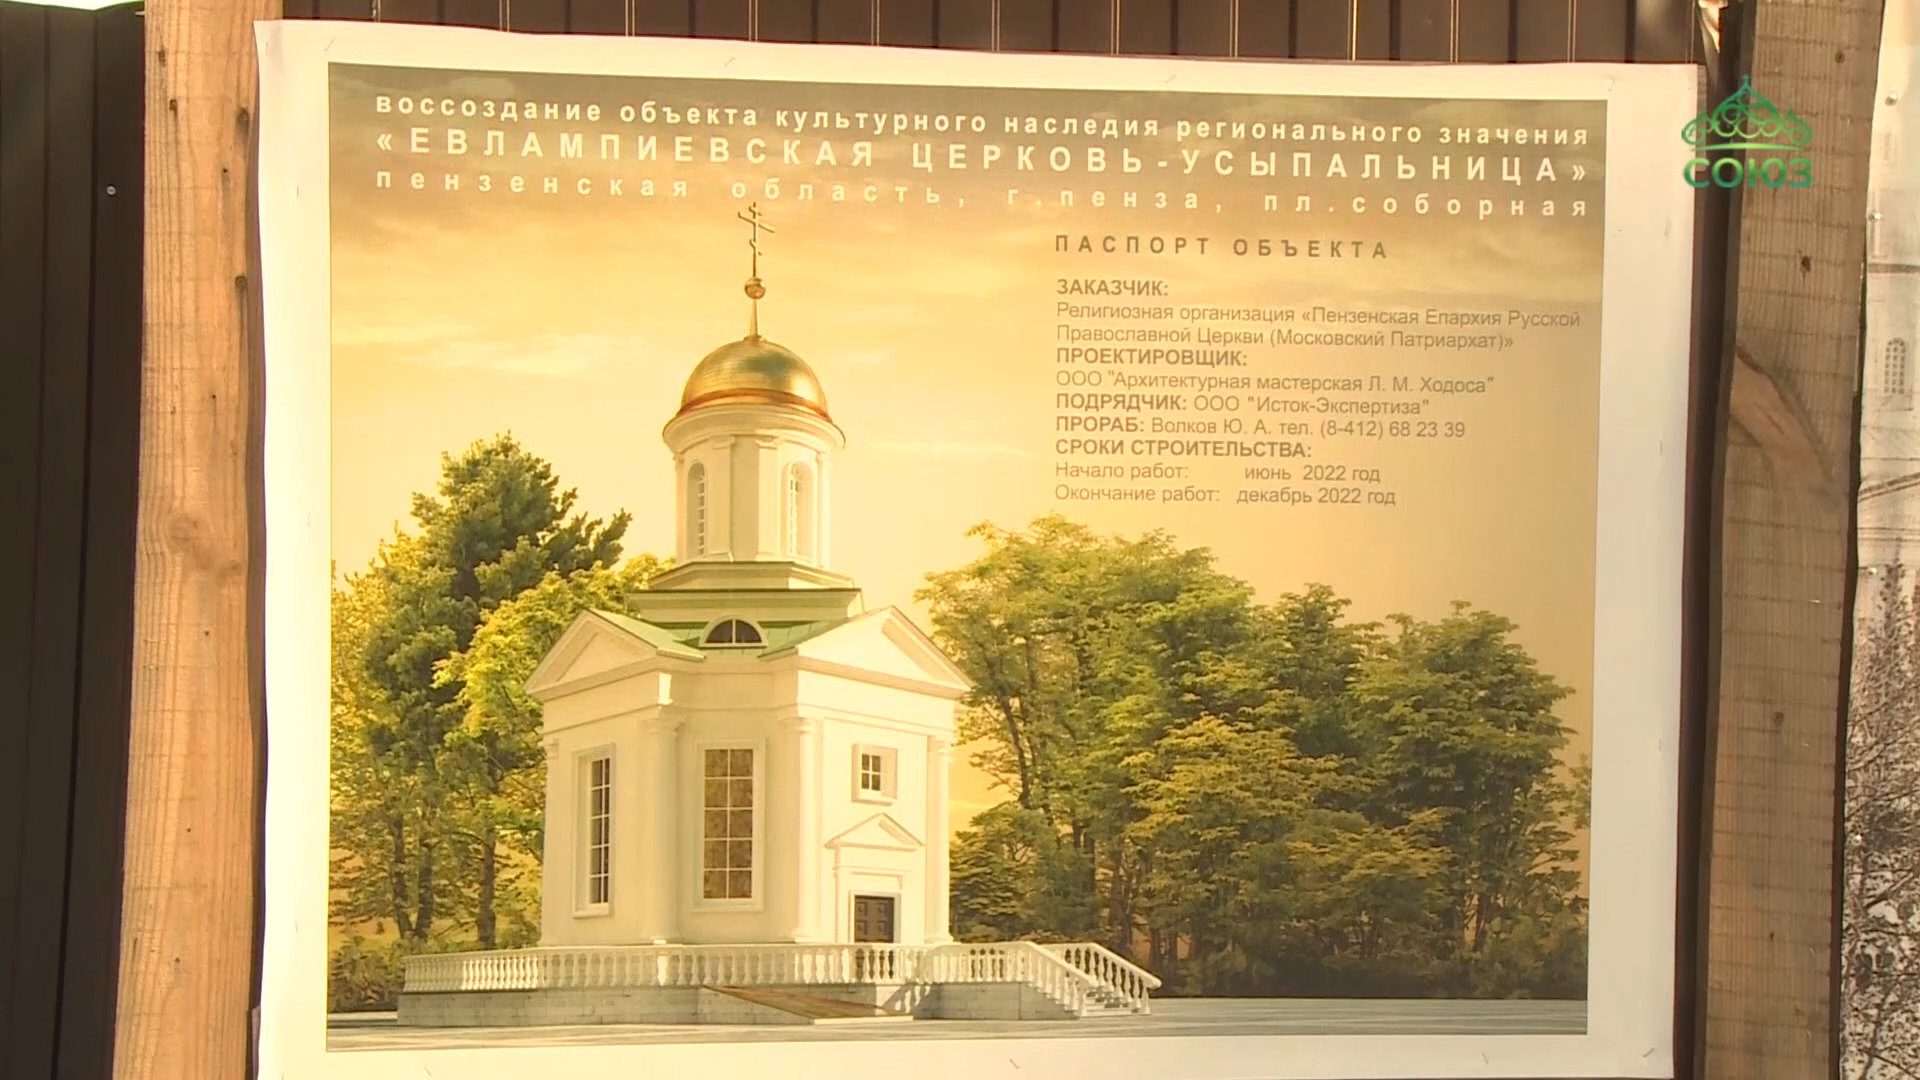 воссоздание объекта культурного наследия регионального значения
«ЕВЛАМПИЕВСКАЯ ЦЕРКОВЬ-УСЫПАЛЬНИЦА»
пензенская область, г.пенза, пл.соборная
ПАСПОРТ ОБЪЕКТА
ЗАКАЗЧИК:
Религиозная организация «Пензенская Епархия Русской
Православной Церкви (Московский Патриархат)»
ПРОЕКТИРОВЩИК:
ООО "Архитектурная мастерская Л. М. Ходоса"
ПОДРЯДЧИК: ООО "Исток-Экспертиза"
ПРОРАБ: Волков Ю. А. тел. (8-412) 68 23 39
СРОКИ СТРОИТЕЛЬСТВА:
Начало работ: июнь 2022 год
Окончание работ: декабрь 2022 год
СОЮЗ